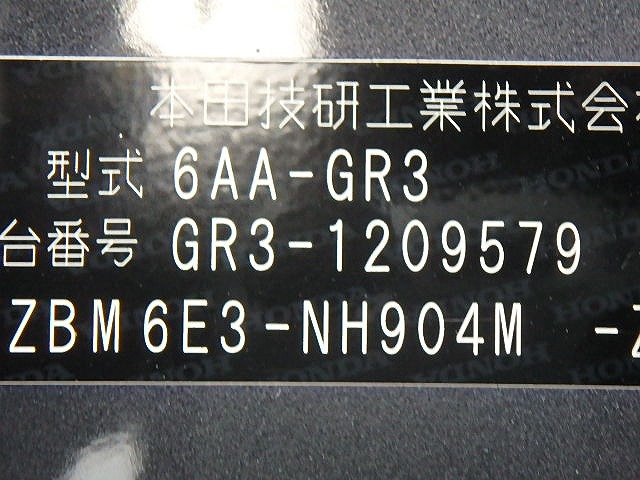 本田技研工業株式会
型式 6AA-GR3
台番号 GR3-1209579
ZBM6E3-NH904M -